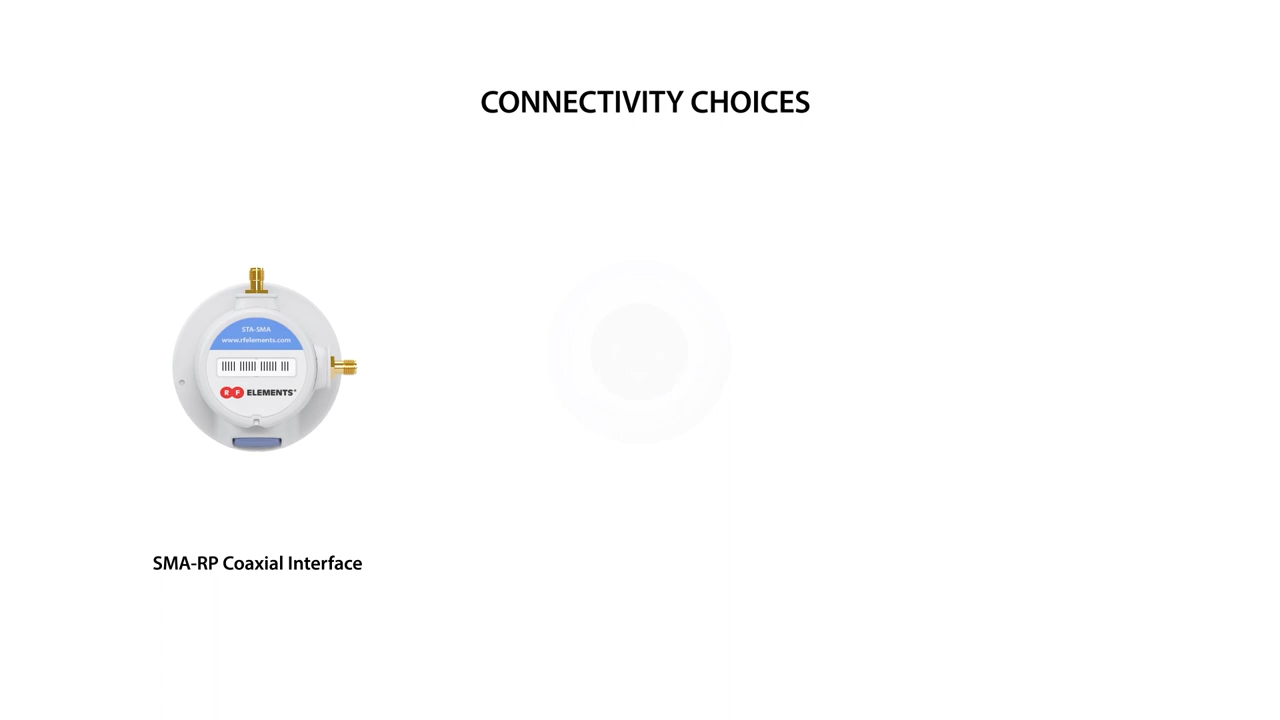 CONNECTIVITY CHOICES
STA-SMA
www.rfelements.com
R F ELEMENTS
SMA-RP Coaxial Interface